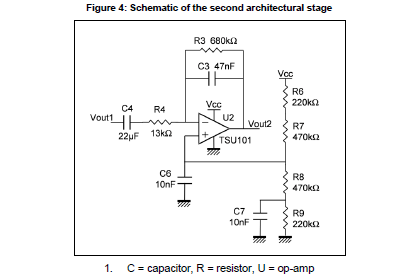 Figure 4: Schematic of the second architectural stage
R3 680kΩ
C3 47nF
Vcc
R6
220kΩ
C4
R4
Vcc
U2
Vout1
Vout2
R7
470kΩ
22µF
13kΩ
TSU101
C6
10nF
R8
470kΩ
C7
10nF
R9
220kΩ
1. C = capacitor, R = resistor, U = op-amp